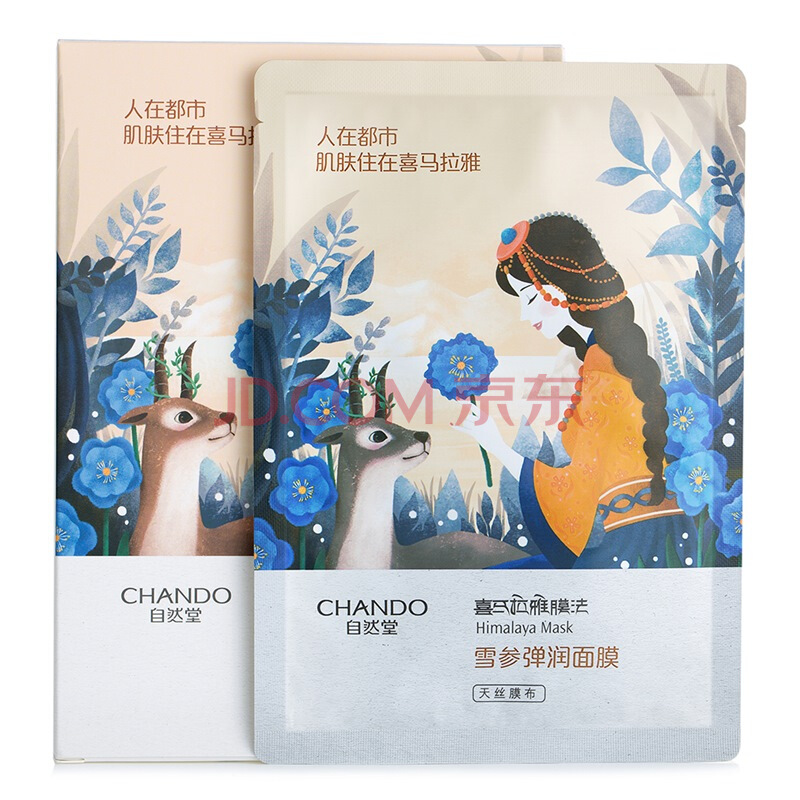 人在都市
肌肤住在喜马拉
人在都市
肌肤住在喜马拉雅
JD.COM 京东
CHANDO
自然堂
CHANDO
自然堂
喜马拉雅膜法
Himalaya Mask
雪参弹润面膜
天丝膜布